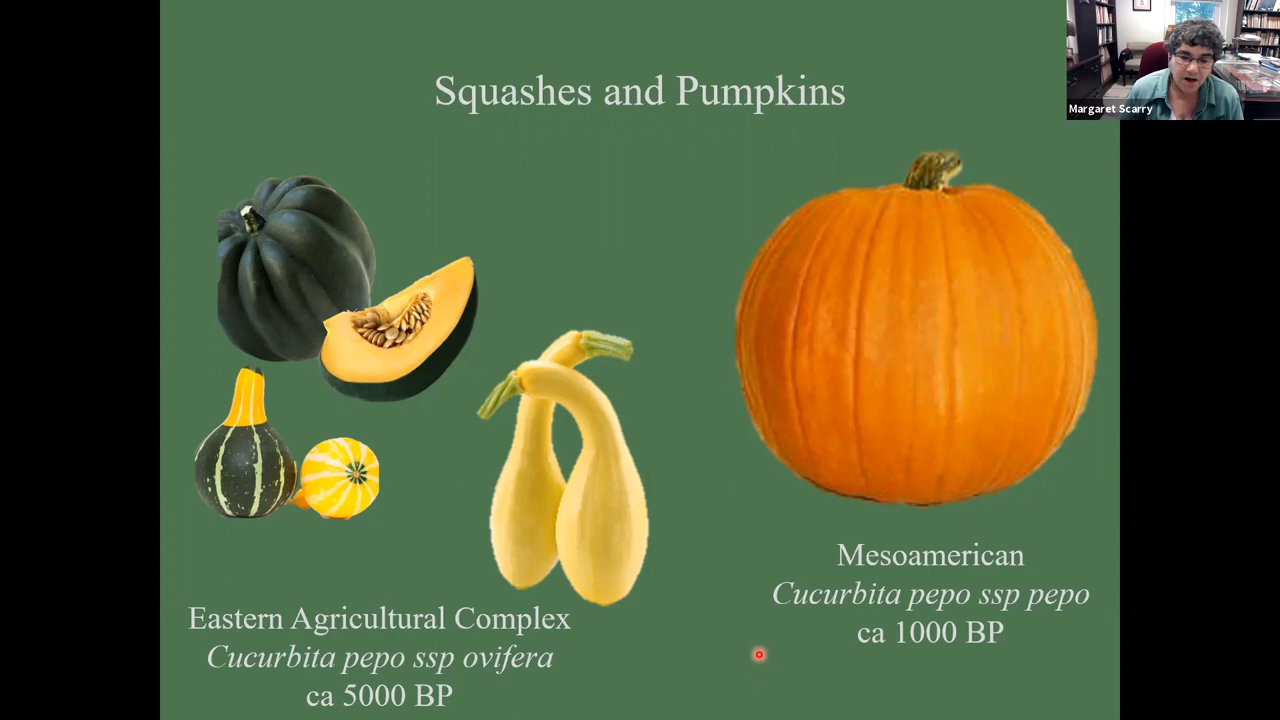 Squashes and Pumpkins
Margaret Scarry
Eastern Agricultural Complex
Cucurbita pepo ssp ovifera
ca 5000 BP
Mesoamerican
Cucurbita pepo ssp pepo
ca 1000 BP